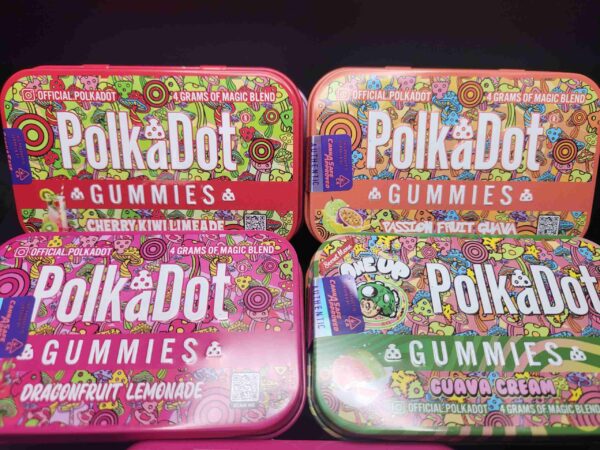 OFFICIAL.POLKADOT 4 GRAMS OF MAGIC BLEND
PolkaDot
GUMMIES
CHERRY KIWI LIMEADE
OFFICIAL.POLKADOT 4 GRAMS OF MAGIC BLEND
PolkaDot
GUMMIES
AUTHENTIC
PASSION FRUIT GUAVA
OFFICIAL.POLKADOT 4 GRAMS OF MAGIC BLEND
PolkaDot
GUMMIES
DRAGONFRUIT LEMONADE
PolkaDot
GUMMIES
GUAVA CREAM
OFFICIAL.POLKADOT 4 GRAMS OF MAGIC BLEND